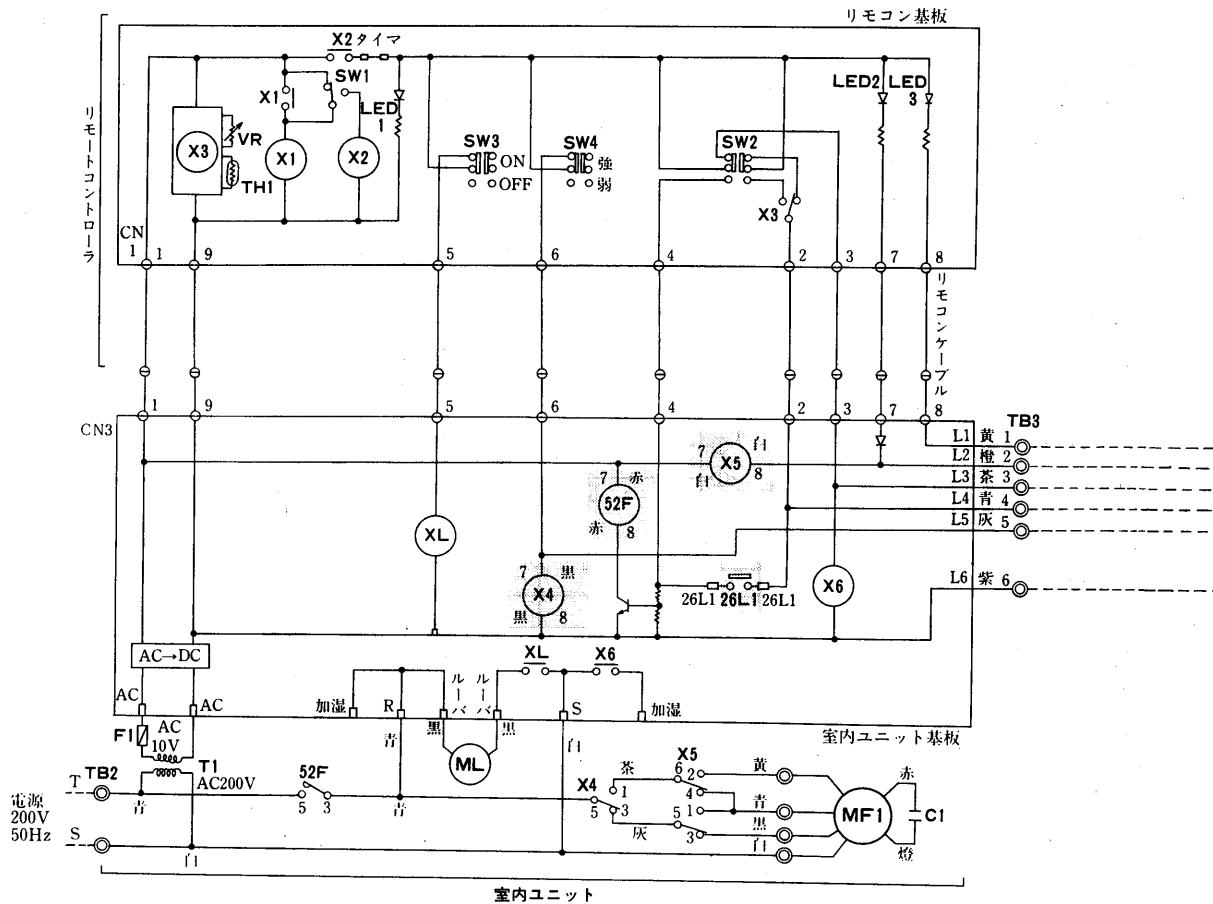 リモコン基板
X2 タイマ
SW1
X1
LED 1
LED2
LED 3
リモートコントローラ
VR
X3
X1
X2
TH1
SW3
ON
OFF
SW4
強
弱
SW2
X3
CN 1
1
9
5
6
4
2
3
7
8
リモコンケーブル
CN3
1
9
5
6
4
2
3
7
8
TB3
L1 黄 1
L2 橙 2
L3 茶 3
L4 青 4
L5 灰 5
L6 紫 6
7
白
X5
白
8
7
赤
52F
赤
8
XL
7
黒
X4
黒
8
26L1
26L1
26L1
X6
AC→DC
XL
X6
AC
AC
加湿
R
ルーバ
ルーバ
S
加湿
室内ユニット基板
F1
AC 10V
青
黒
ML
黒
白
TB2
T1
AC200V
52F
T
青
5
3
青
電源
200V
50Hz
S
白
X4
5
茶
1
3
灰
X5
6
2
4
5
1
3
黄
青
黒
白
MF1
赤
C1
燈
室内ユニット